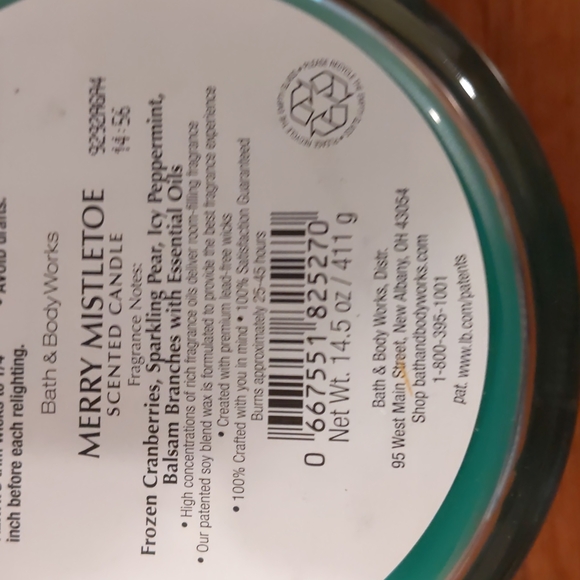 inch before each relighting.
Bath & Body Works
MERRY MISTLETOE
SCENTED CANDLE
14:56
Fragrance Notes:
Frozen Cranberries, Sparkling Pear, Icy Peppermint,
Balsam Branches with Essential Oils
• High concentrations of rich fragrance oils deliver room-filling fragrance
• Our patented soy blend wax is formulated to provide the best fragrance experience
• Created with premium lead-free wicks
• 100% Crafted with you in mind • 100% Satisfaction Guaranteed
Burns approximately 25-45 hours
0 667551 825270
Net Wt. 14.5 oz / 411 g
Bath & Body Works, Distr.
95 West Main Street, New Albany, OH 43054
Shop bathandbodyworks.com
1-800-395-1001
pat. www.lb.com/patents